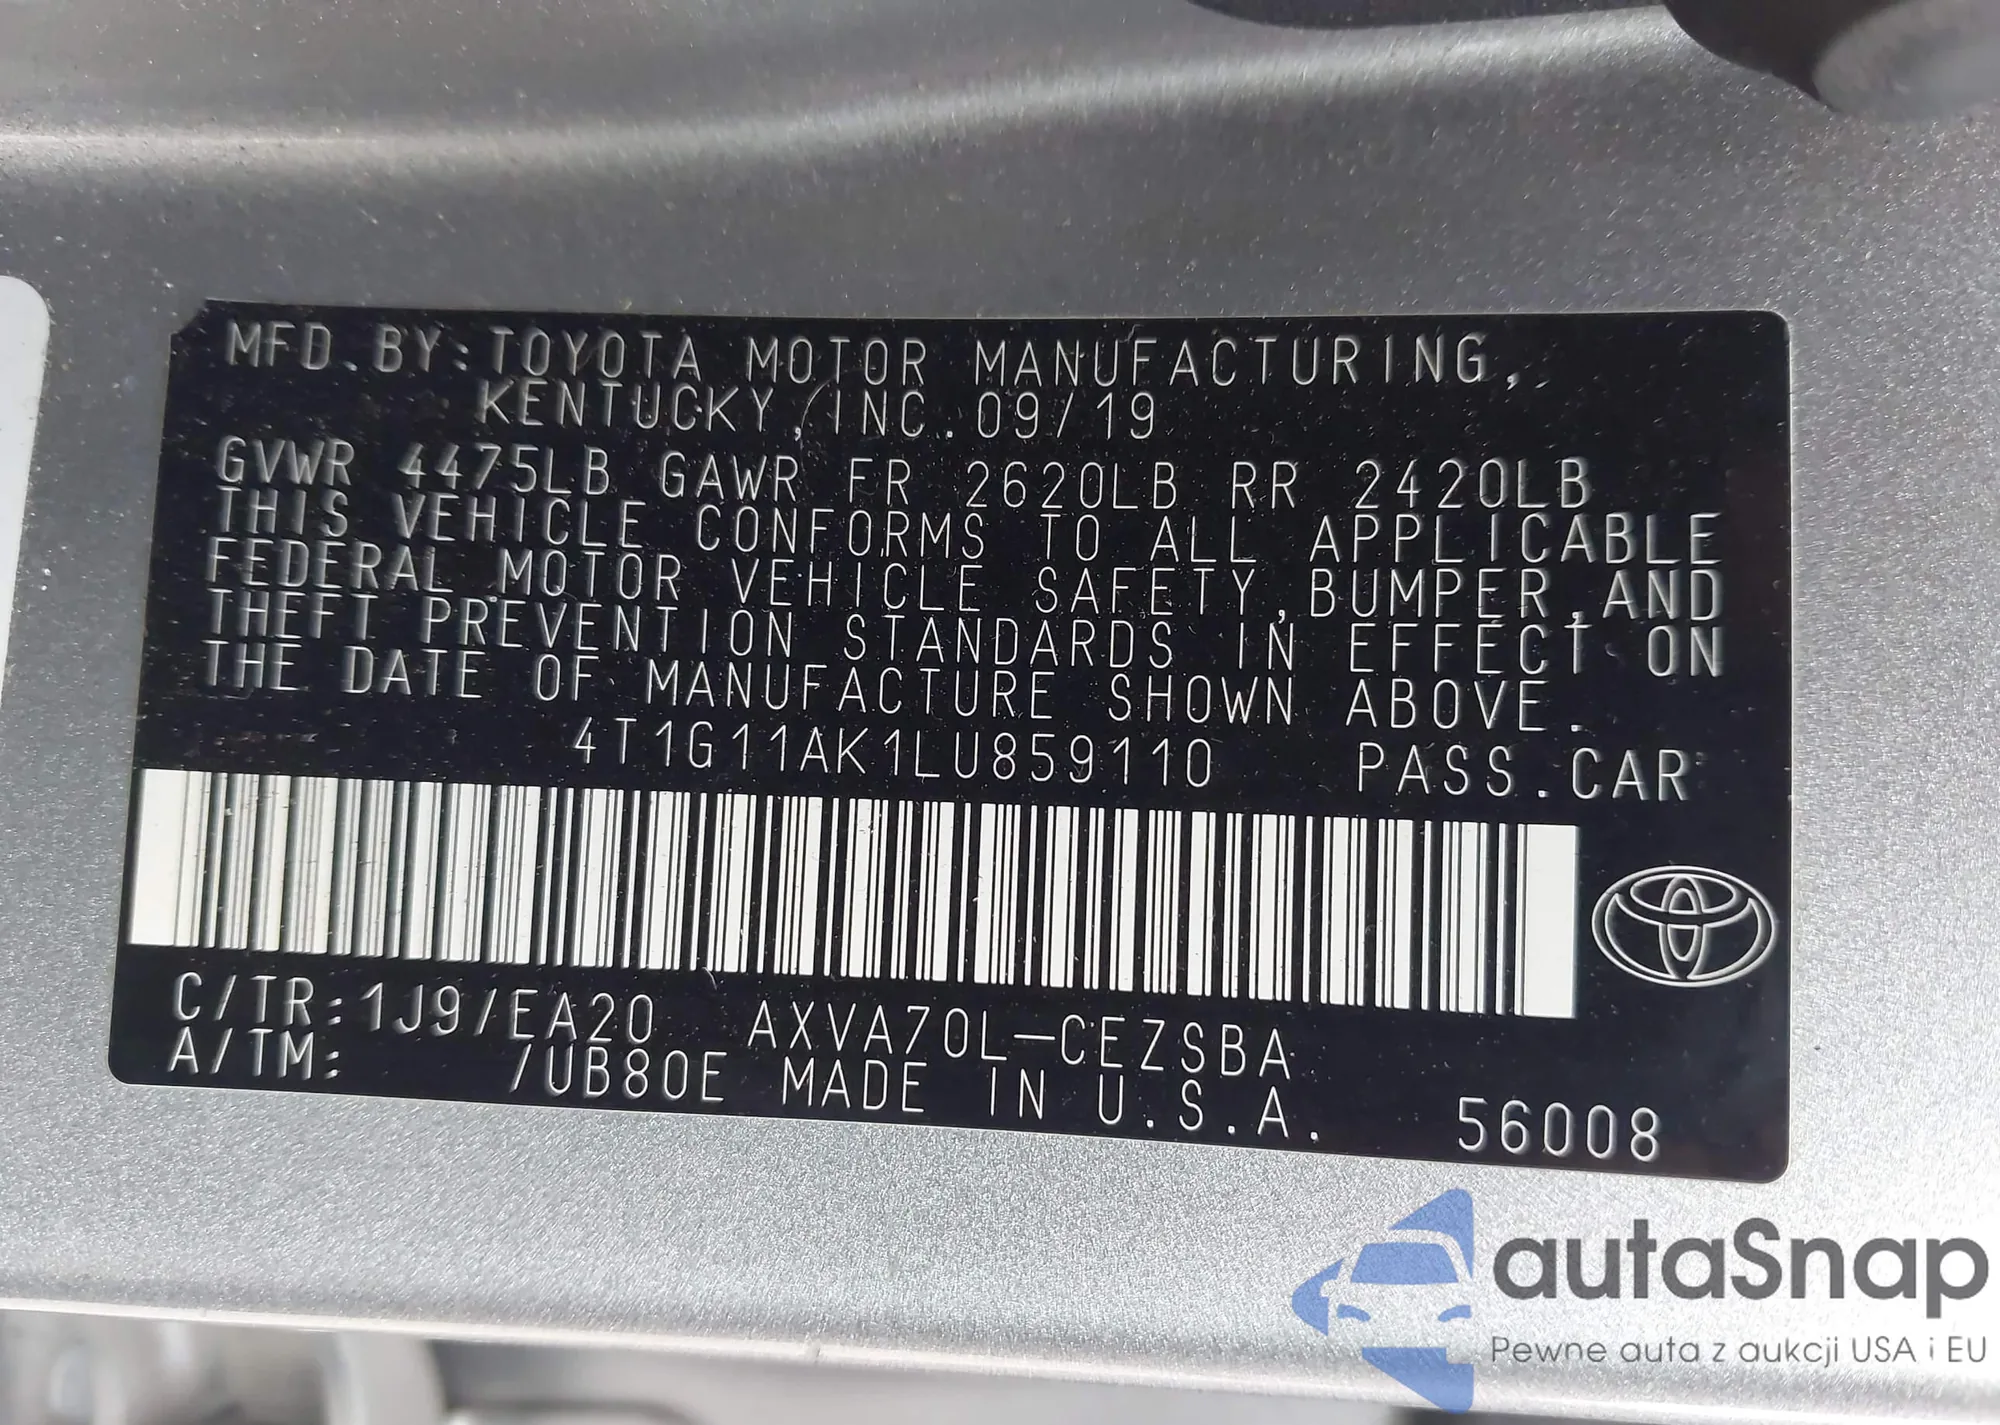 MFD.BY:TOYOTA MOTOR MANUFACTURING,
KENTUCKY,INC. 09/19
GVWR 4475LB GAWR FR 2620LB RR 2420LB
THIS VEHICLE CONFORMS TO ALL APPLICABLE
FEDERAL MOTOR VEHICLE SAFETY,BUMPER,AND
THEFT PREVENTION STANDARDS IN EFFECT ON
THE DATE OF MANUFACTURE SHOWN ABOVE.
4T1G11AK1LU859110 PASS.CAR
C/TR:1J9/EA20 AXVA70L-CEZSBA
A/TM: /UB80E MADE IN U.S.A. 56008
autaSnap
Pewne auta z aukcji USA i EU